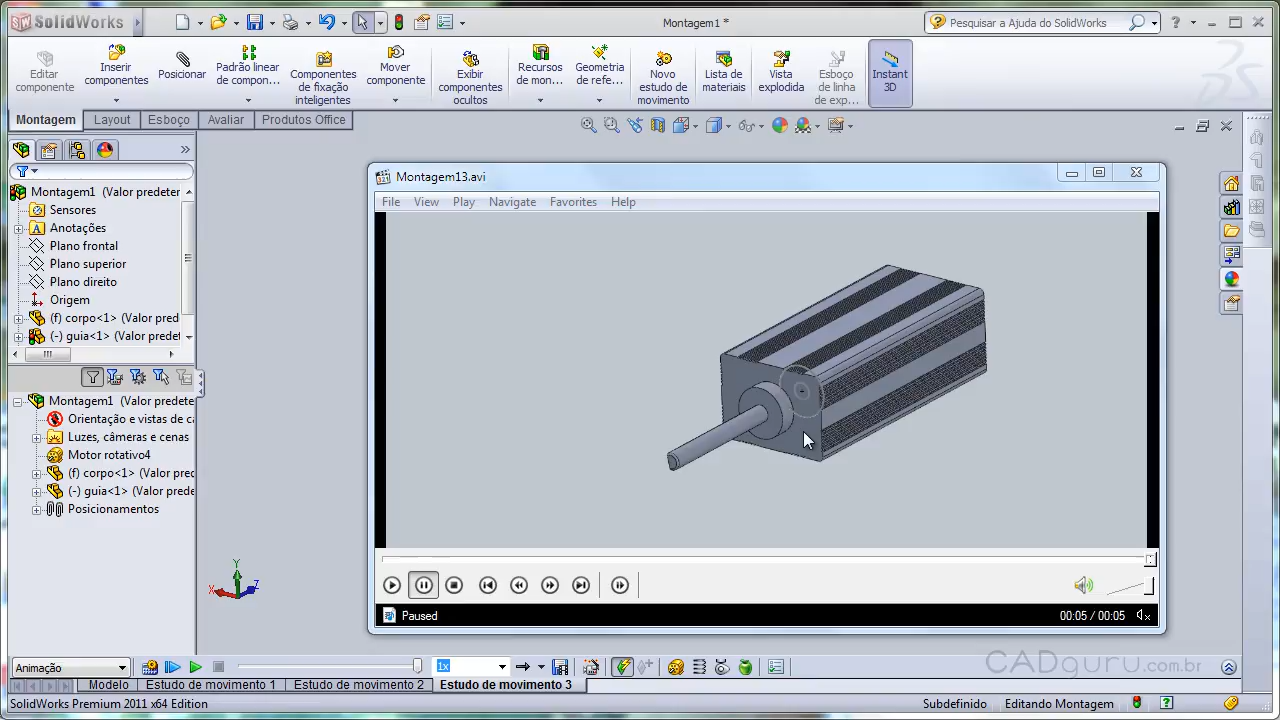 SolidWorks
Montagem1 *
Pesquisar a Ajuda do SolidWorks
Editar componente
Inserir componentes
Posicionar
Padrão linear de compon...
Componentes de fixação inteligentes
Mover componente
Exibir componentes ocultos
Recursos de mon...
Geometria de refe...
Novo estudo de movimento
Lista de materiais
Vista explodida
Esboço de linha de exp...
Instant 3D
Montagem
Layout
Esboço
Avaliar
Produtos Office
Montagem1 (Valor predeter
Sensores
Anotações
Plano frontal
Plano superior
Plano direito
Origem
(f) corpo<1> (Valor pred
(-) guia<1> (Valor predet
Montagem1 (Valor predete
Orientação e vistas de ca
Luzes, câmeras e cenas
Motor rotativo4
(f) corpo<1> (Valor prede
(-) guia<1> (Valor prede
Posicionamentos
Montagem13.avi
File View Play Navigate Favorites Help
Paused
00:05 / 00:05
Y
X
Z
Animação
1x
CADguru.com.br
Modelo
Estudo de movimento 1
Estudo de movimento 2
Estudo de movimento 3
SolidWorks Premium 2011 x64 Edition
Subdefinido
Editando Montagem